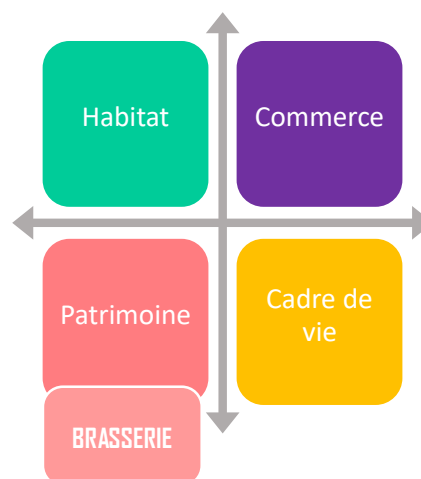 Habitat
Commerce
Patrimoine
Cadre de
vie
BRASSERIE